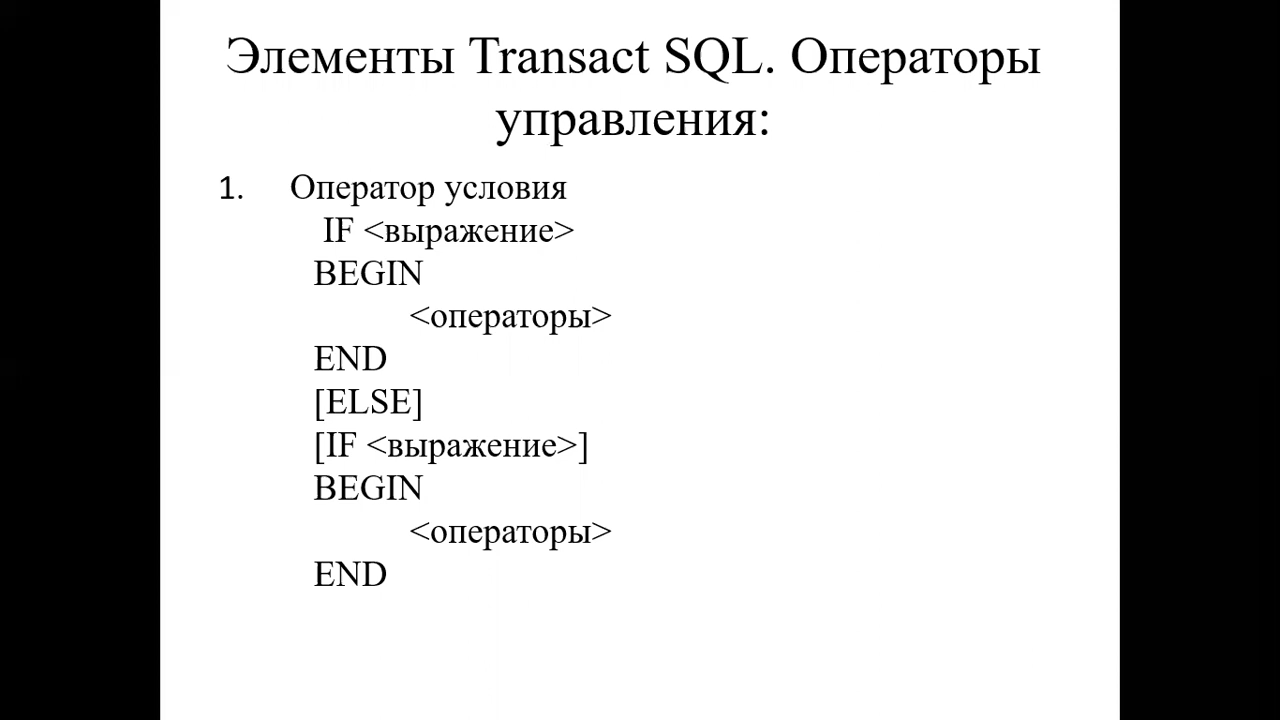 Элементы Transact SQL. Операторы
управления:
1. Оператор условия
IF <выражение>
BEGIN
<операторы>
END
[ELSE]
[IF <выражение>]
BEGIN
<операторы>
END